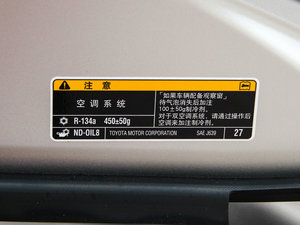 注意
空调系统
R-134a 450±50g
ND-OIL8
「如果车辆配备观察窗」
待气泡消失后加注
100±50g制冷剂。
对于双空调系统，请通过操作后
空调来加注制冷剂。
TOYOTA MOTOR CORPORATION SAE J639 27